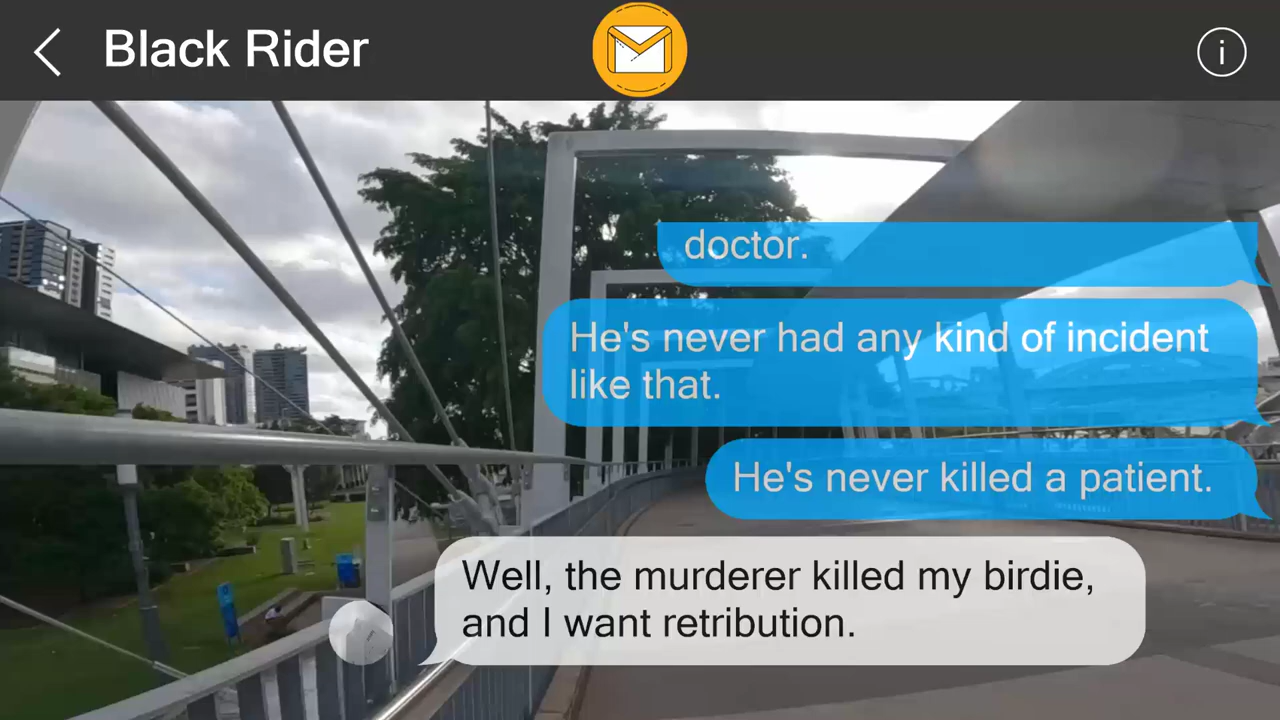 Black Rider
i
doctor.
He's never had any kind of incident
like that.
He's never killed a patient.
Well, the murderer killed my birdie,
and I want retribution.